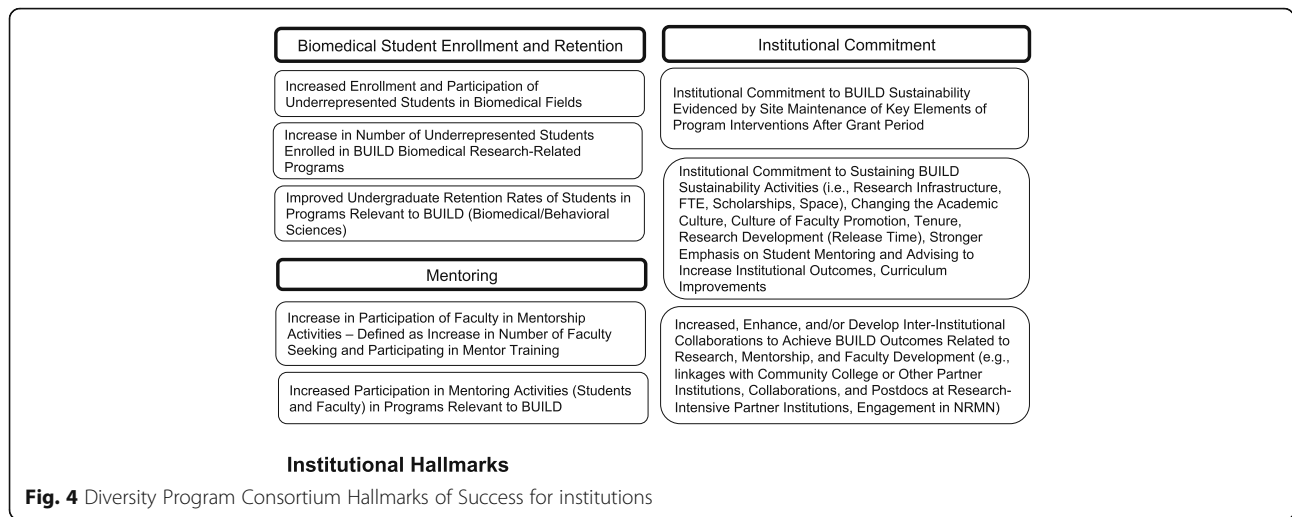 Biomedical Student Enrollment and Retention
Increased Enrollment and Participation of
Underrepresented Students in Biomedical Fields
Increase in Number of Underrepresented Students
Enrolled in BUILD Biomedical Research-Related
Programs
Improved Undergraduate Retention Rates of Students in
Programs Relevant to BUILD (Biomedical/Behavioral
Sciences)
Mentoring
Increase in Participation of Faculty in Mentorship
Activities – Defined as Increase in Number of Faculty
Seeking and Participating in Mentor Training
Increased Participation in Mentoring Activities (Students
and Faculty) in Programs Relevant to BUILD
Institutional Commitment
Institutional Commitment to BUILD Sustainability
Evidenced by Site Maintenance of Key Elements of
Program Interventions After Grant Period
Institutional Commitment to Sustaining BUILD
Sustainability Activities (i.e., Research Infrastructure,
FTE, Scholarships, Space), Changing the Academic
Culture, Culture of Faculty Promotion, Tenure,
Research Development (Release Time), Stronger
Emphasis on Student Mentoring and Advising to
Increase Institutional Outcomes, Curriculum
Improvements
Increased, Enhance, and/or Develop Inter-Institutional
Collaborations to Achieve BUILD Outcomes Related to
Research, Mentorship, and Faculty Development (e.g.,
linkages with Community College or Other Partner
Institutions, Collaborations, and Postdocs at Research-
Intensive Partner Institutions, Engagement in NRMN)
Institutional Hallmarks
Fig. 4 Diversity Program Consortium Hallmarks of Success for institutions